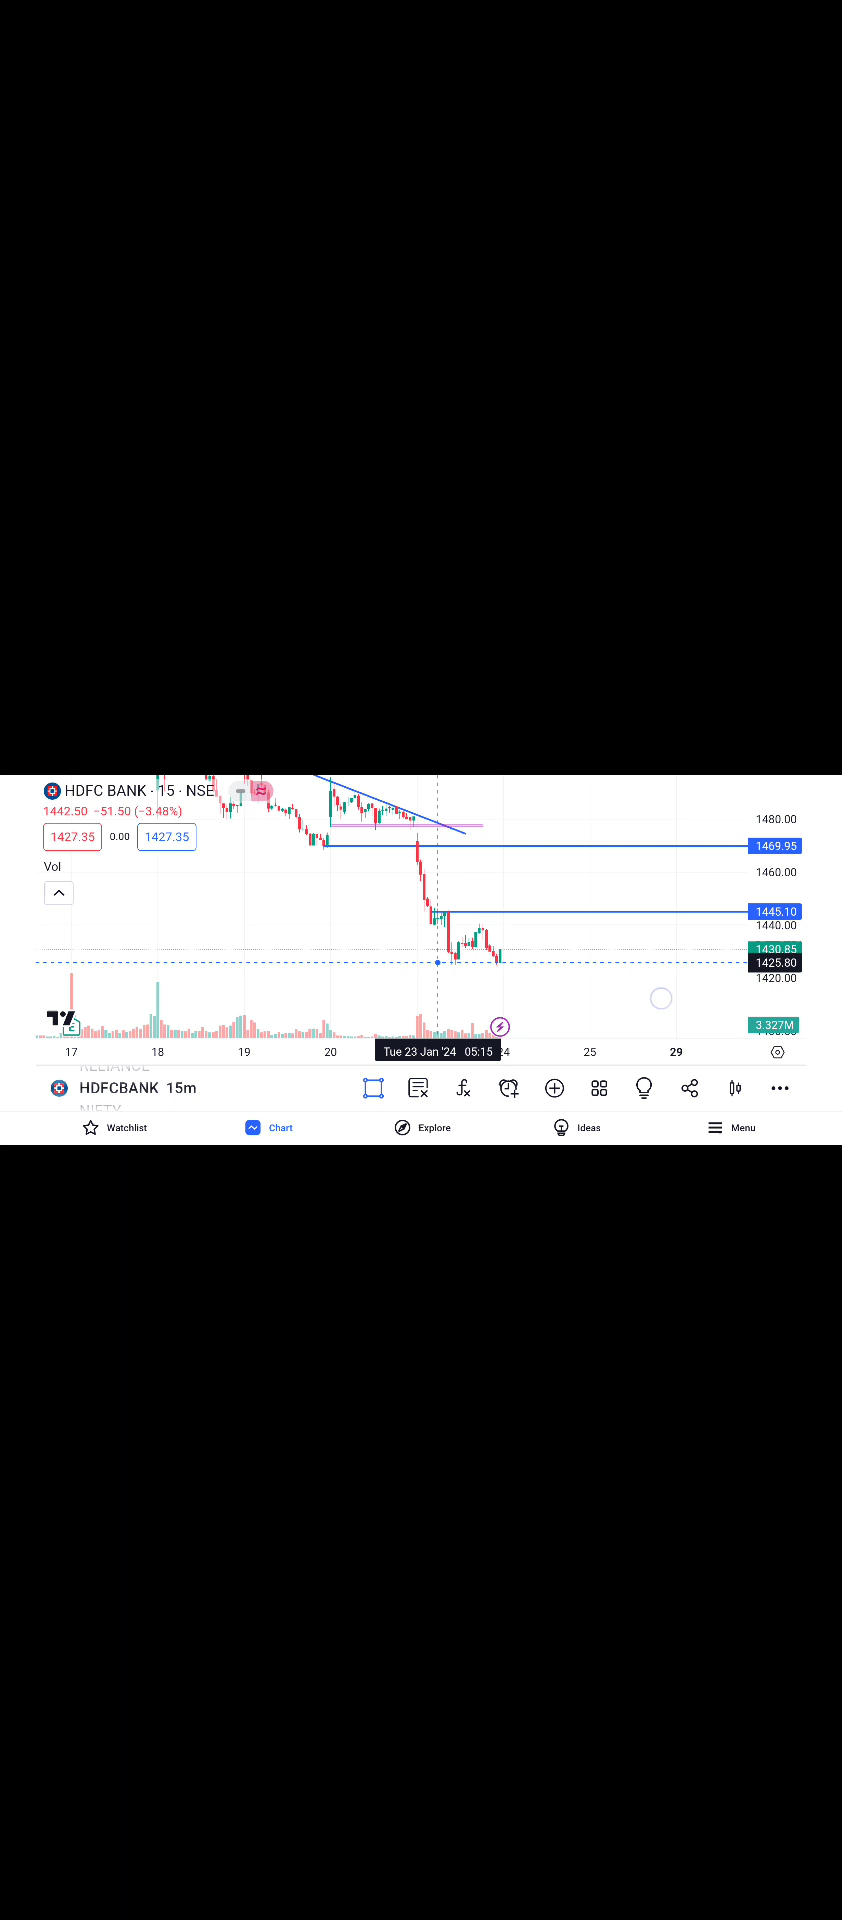 HDFC BANK · 15 · NSE
1442.50 −51.50 (−3.48%)
1427.35 0.00 1427.35
Vol
1480.00
1469.95
1460.00
1445.10
1440.00
1430.85
1425.80
1420.00
3.327M
17 18 19 20 Tue 23 Jan '24 05:15 24 25 29
RELIANCE
HDFCBANK 15m
NIFTY
Watchlist Chart Explore Ideas Menu